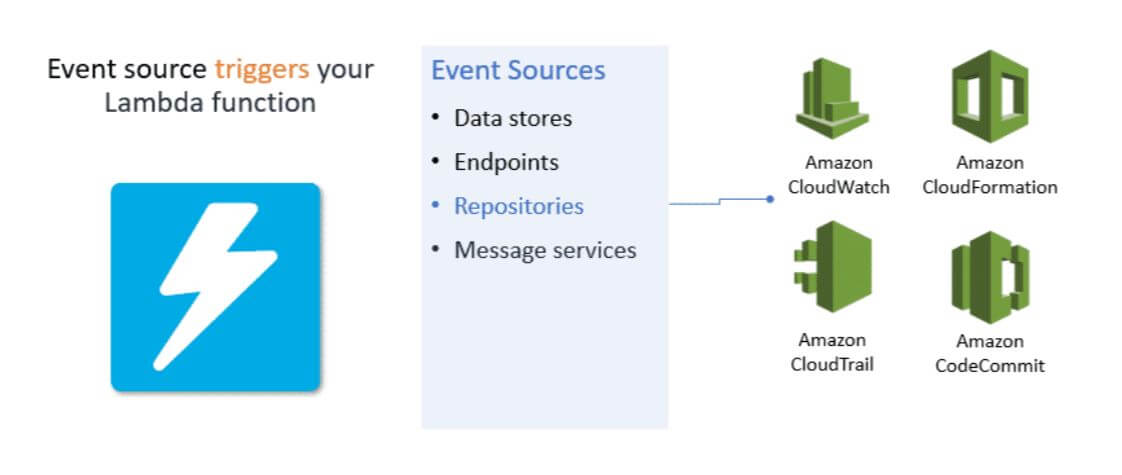 Event source triggers your
Lambda function
Event Sources
• Data stores
• Endpoints
• Repositories
• Message services
Amazon
CloudWatch
Amazon
CloudFormation
Amazon
CloudTrail
Amazon
CodeCommit